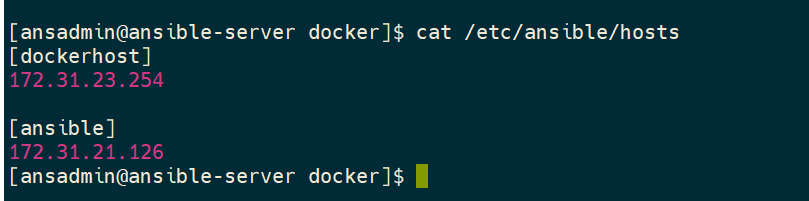 [ansadmin@ansible-server docker]$ cat /etc/ansible/hosts
[dockerhost]
172.31.23.254
[ansible]
172.31.21.126
[ansadmin@ansible-server docker]$